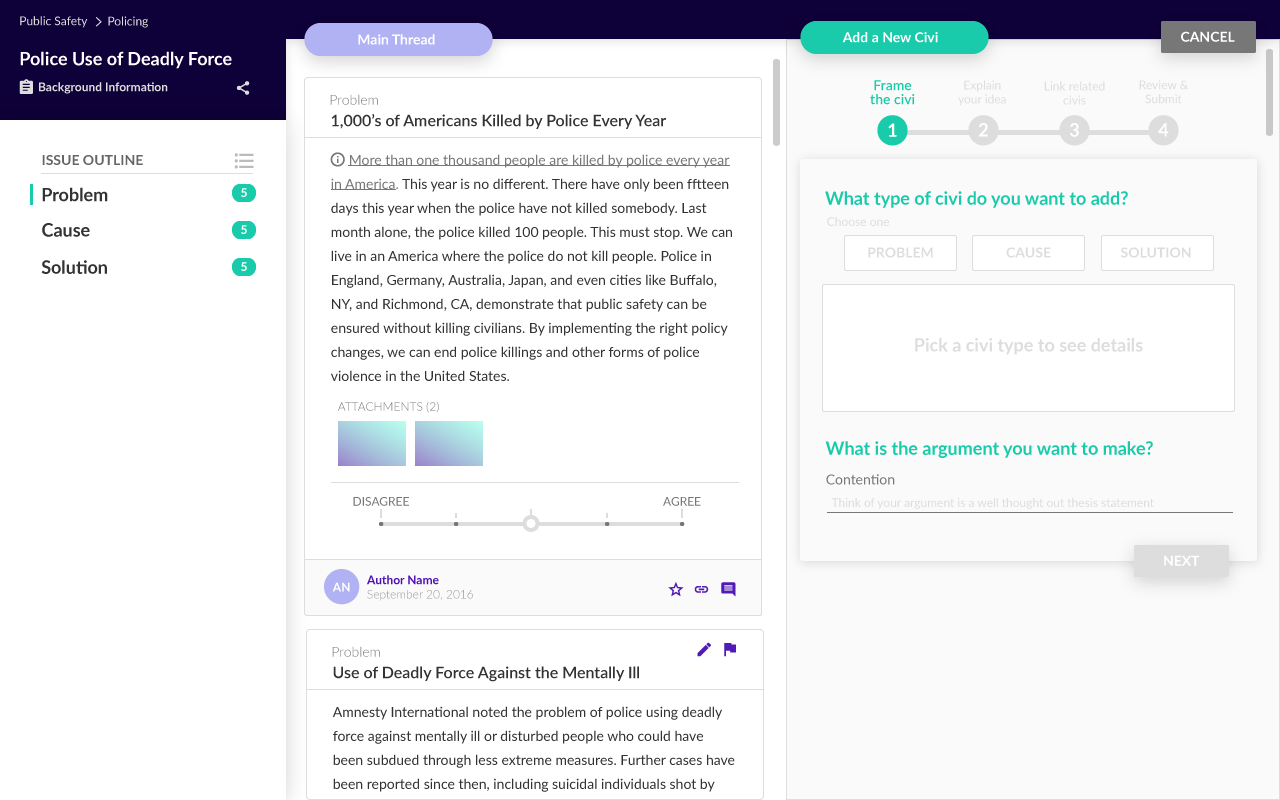 Public Safety > Policing
Police Use of Deadly Force
Background Information
ISSUE OUTLINE
Problem 5
Cause 5
Solution 5
Main Thread
Problem
1,000’s of Americans Killed by Police Every Year
More than one thousand people are killed by police every year
in America. This year is no different. There have only been fffteen
days this year when the police have not killed somebody. Last
month alone, the police killed 100 people. This must stop. We can
live in an America where the police do not kill people. Police in
England, Germany, Australia, Japan, and even cities like Buffalo,
NY, and Richmond, CA, demonstrate that public safety can be
ensured without killing civilians. By implementing the right policy
changes, we can end police killings and other forms of police
violence in the United States.
ATTACHMENTS (2)
DISAGREE AGREE
AN
Author Name
September 20, 2016
Problem
Use of Deadly Force Against the Mentally Ill
Amnesty International noted the problem of police using deadly
force against mentally ill or disturbed people who could have
been subdued through less extreme measures. Further cases have
been reported since then, including suicidal individuals shot by
Add a New Civi
CANCEL
Frame
the civi
Explain
your idea
Link related
civis
Review &
Submit
1 2 3 4
What type of civi do you want to add?
Choose one
PROBLEM CAUSE SOLUTION
Pick a civi type to see details
What is the argument you want to make?
Contention
Think of your argument is a well thought out thesis statement
NEXT